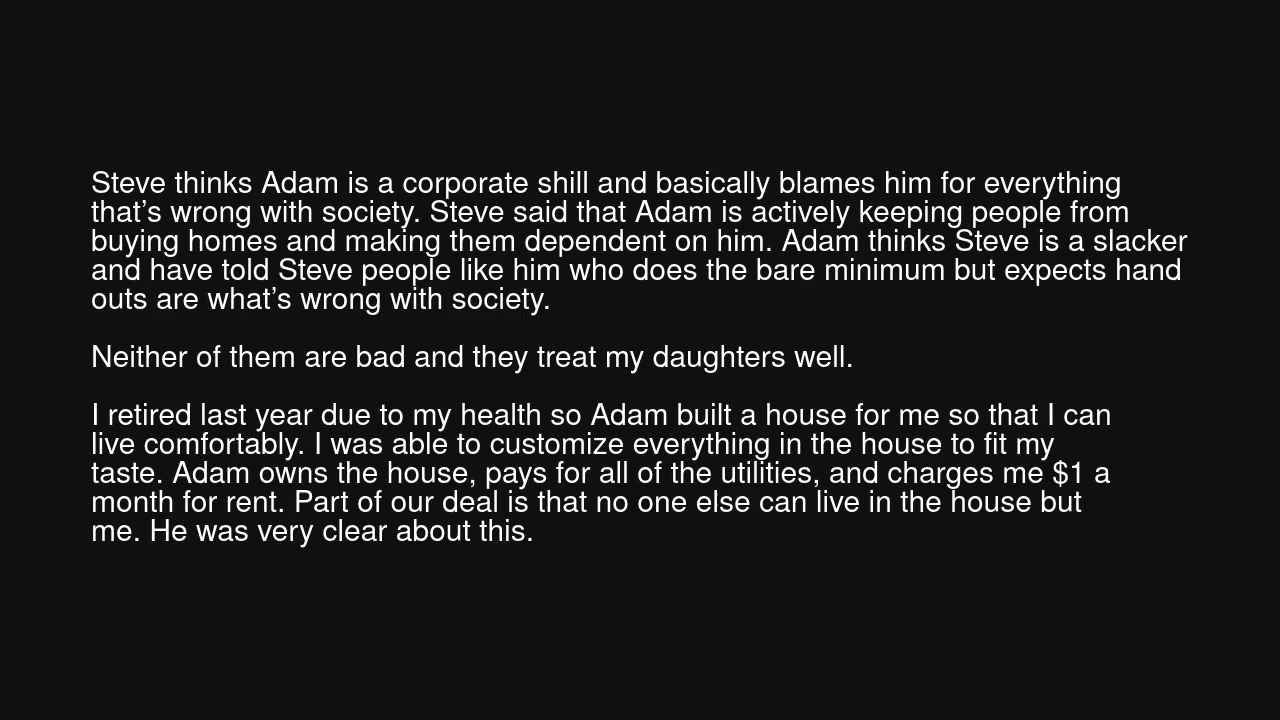 Steve thinks Adam is a corporate shill and basically blames him for everything
that’s wrong with society. Steve said that Adam is actively keeping people from
buying homes and making them dependent on him. Adam thinks Steve is a slacker
and have told Steve people like him who does the bare minimum but expects hand
outs are what’s wrong with society.
Neither of them are bad and they treat my daughters well.
I retired last year due to my health so Adam built a house for me so that I can
live comfortably. I was able to customize everything in the house to fit my
taste. Adam owns the house, pays for all of the utilities, and charges me $1 a
month for rent. Part of our deal is that no one else can live in the house but
me. He was very clear about this.